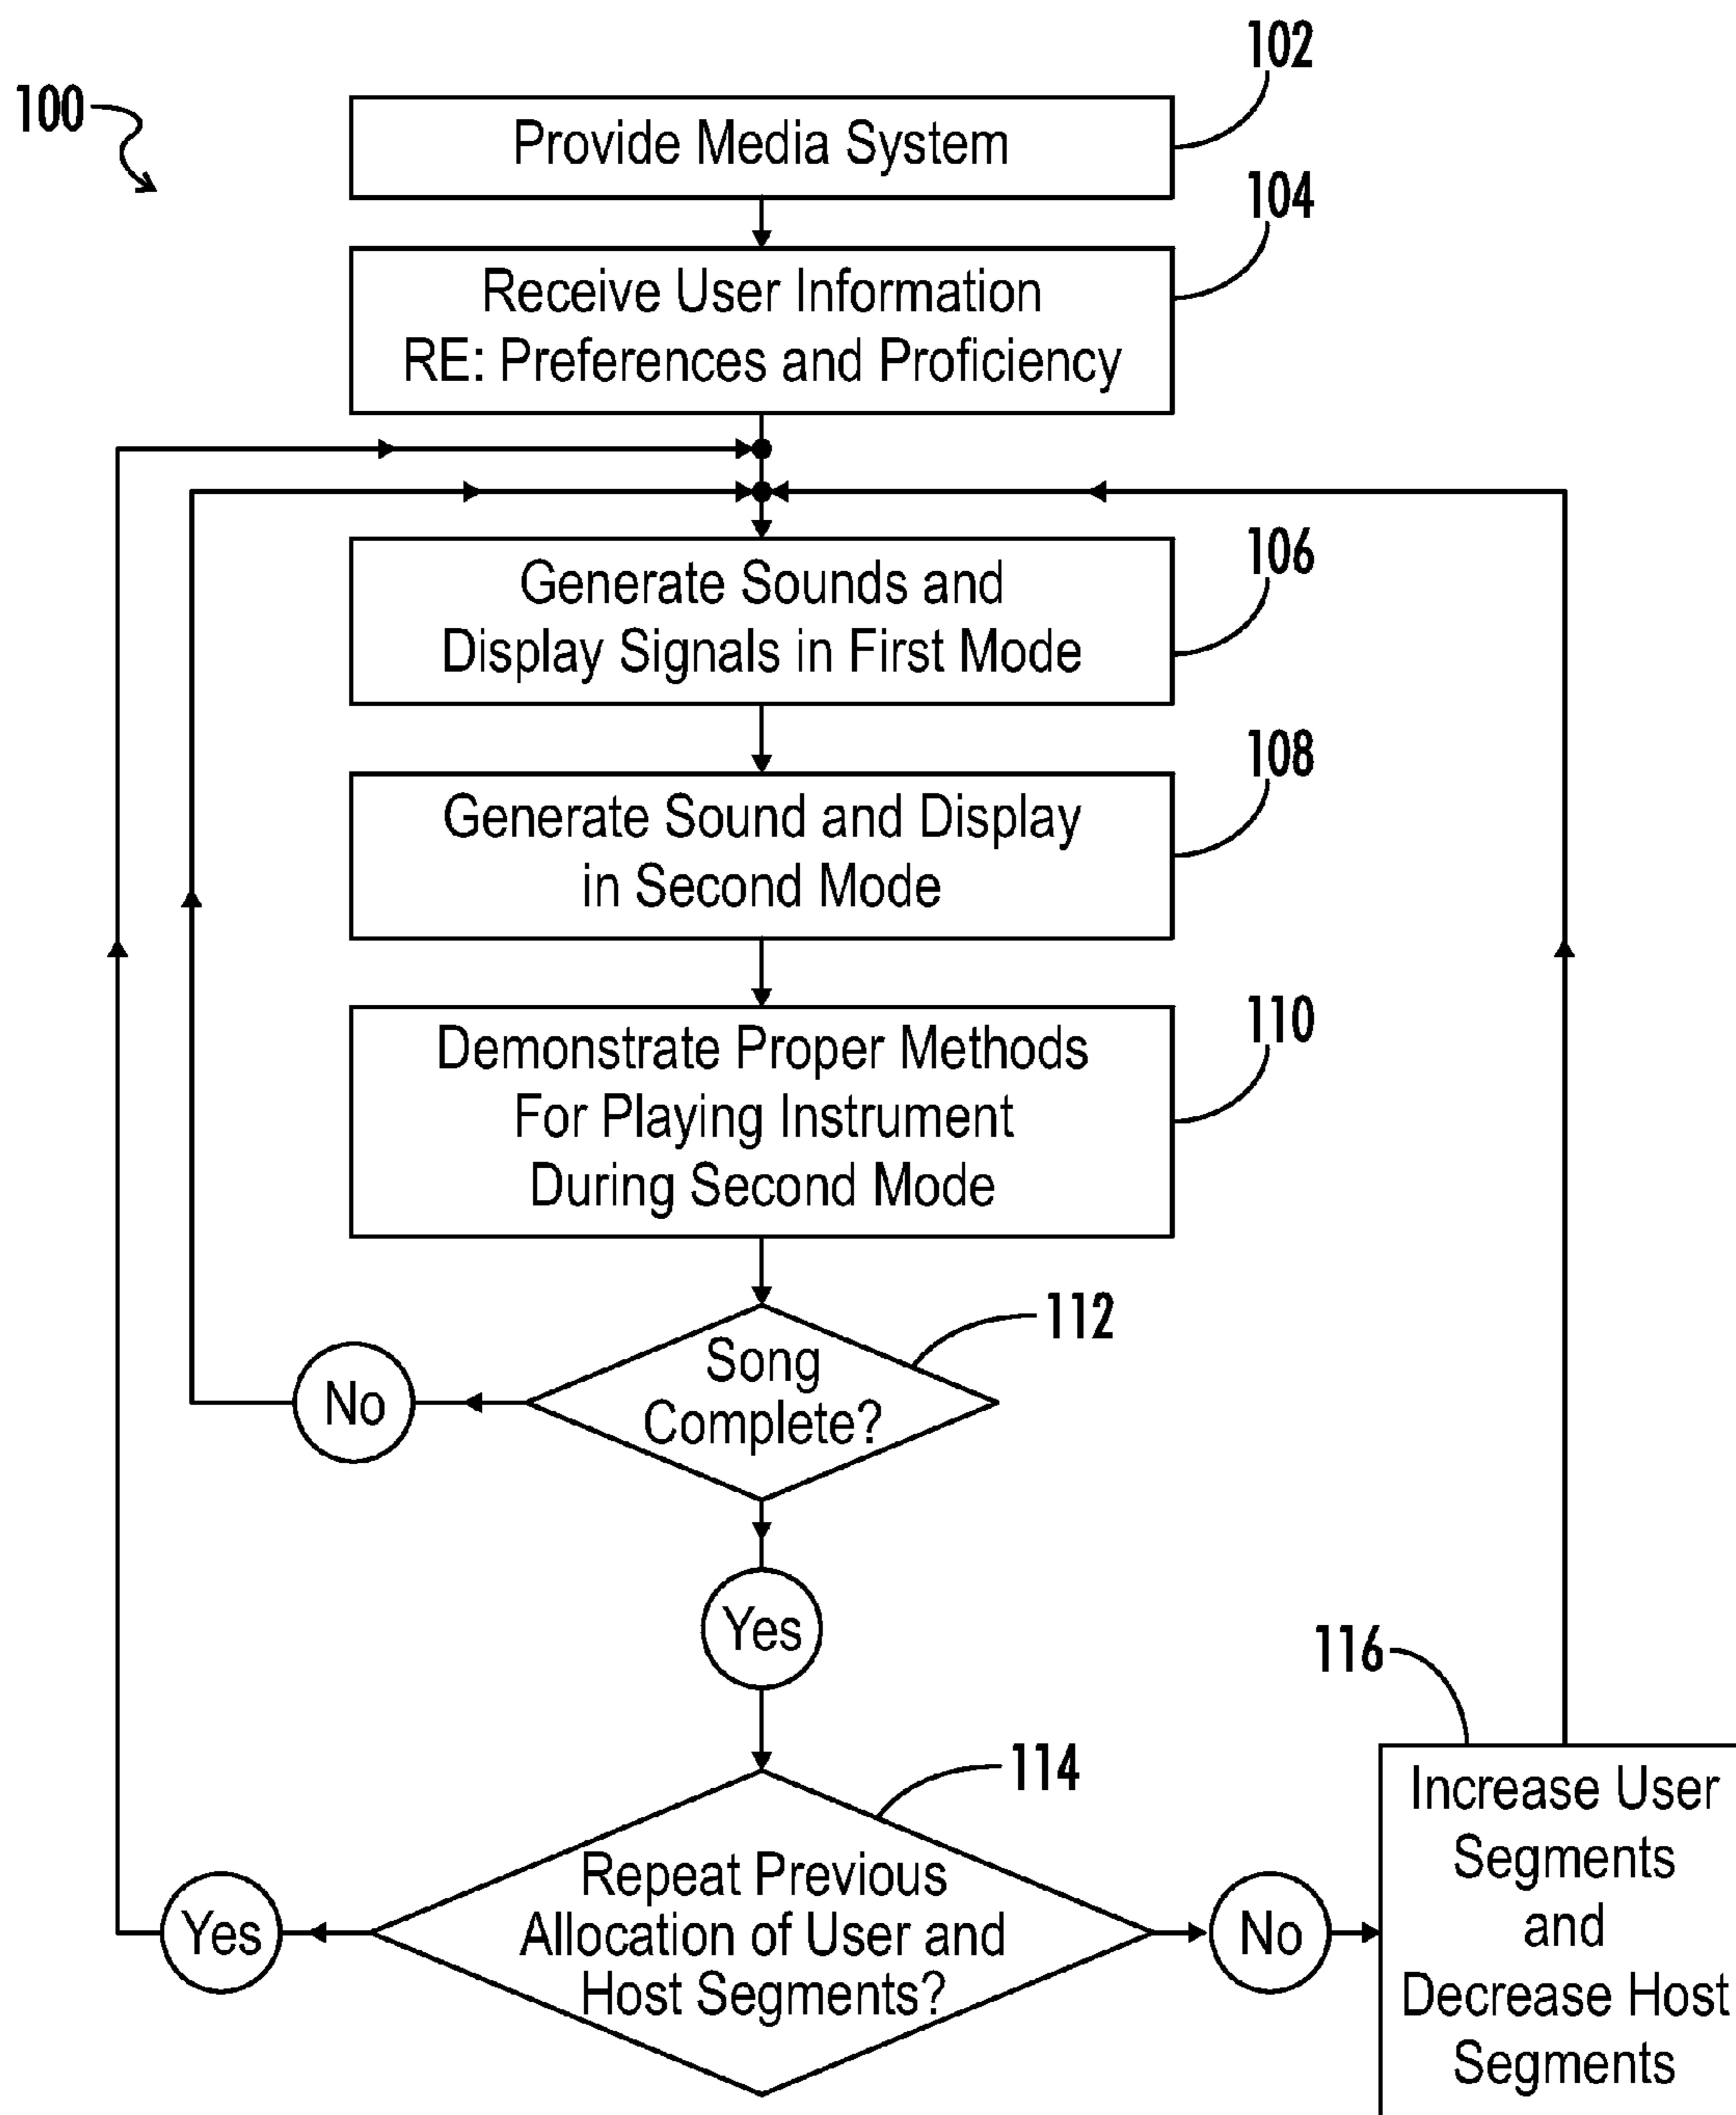 100
102
Provide Media System
104
Receive User Information
RE: Preferences and Proficiency
106
Generate Sounds and
Display Signals in First Mode
108
Generate Sound and Display
in Second Mode
110
Demonstrate Proper Methods
For Playing Instrument
During Second Mode
112
Song
Complete?
No
Yes
114
Repeat Previous
Allocation of User and
Host Segments?
Yes
No
116
Increase User
Segments
and
Decrease Host
Segments